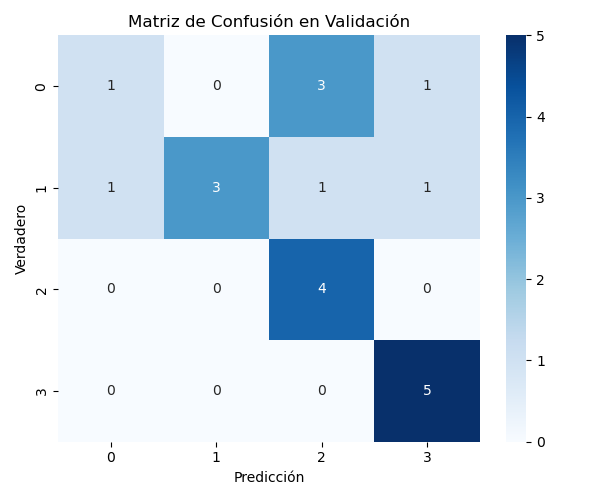 Matriz de Confusión en Validación
Verdadero
0 1 0 3 1
1 1 3 1 1
2 0 0 4 0
3 0 0 0 5
0 1 2 3
Predicción
5
4
3
2
1
0